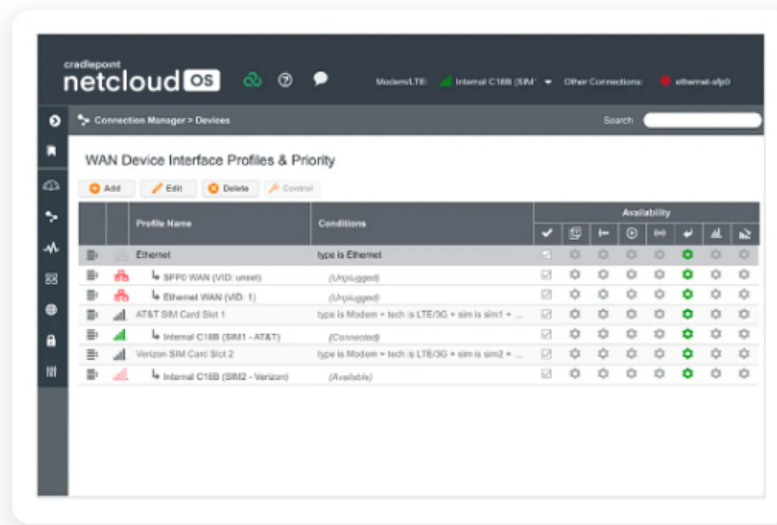 cradlepoint
netcloud OS
Modem/LTE: Internal C18B (SIM1 Other Connections: ethernet-sfp0
Connection Manager > Devices Search
WAN Device Interface Profiles & Priority
Add Edit Delete Control
Availability
Profile Name Conditions
Ethernet type is Ethernet
SFP0 WAN (VID: unset) (Unplugged)
Ethernet WAN (VID: 1) (Unplugged)
AT&T SIM Card Slot 1 type is Modem + tech is LTE/3G + sim is sim1 + ...
Internal C18B (SIM1 - AT&T) (Connected)
Verizon SIM Card Slot 2 type is Modem + tech is LTE/3G + sim is sim2 + ...
Internal C18B (SIM2 - Verizon) (Available)